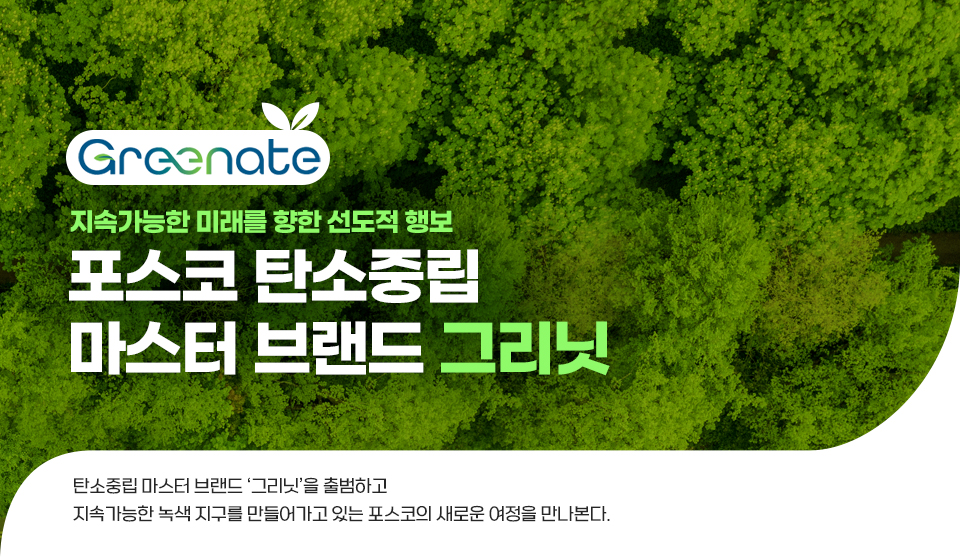 Greenate
지속가능한 미래를 향한 선도적 행보
포스코 탄소중립
마스터 브랜드 그리닛
탄소중립 마스터 브랜드 ‘그리닛’을 출범하고
지속가능한 녹색 지구를 만들어가고 있는 포스코의 새로운 여정을 만나본다.